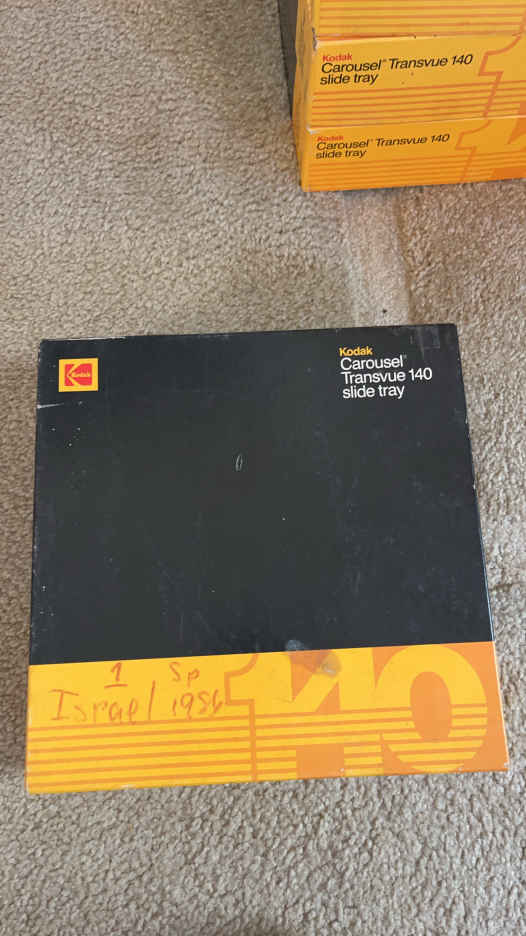 Kodak
Carousel® Transvue 140
slide tray
Kodak
Carousel® Transvue 140
slide tray
Kodak
Kodak
Carousel®
Transvue 140
slide tray
1 Sp
Israel 1986
140